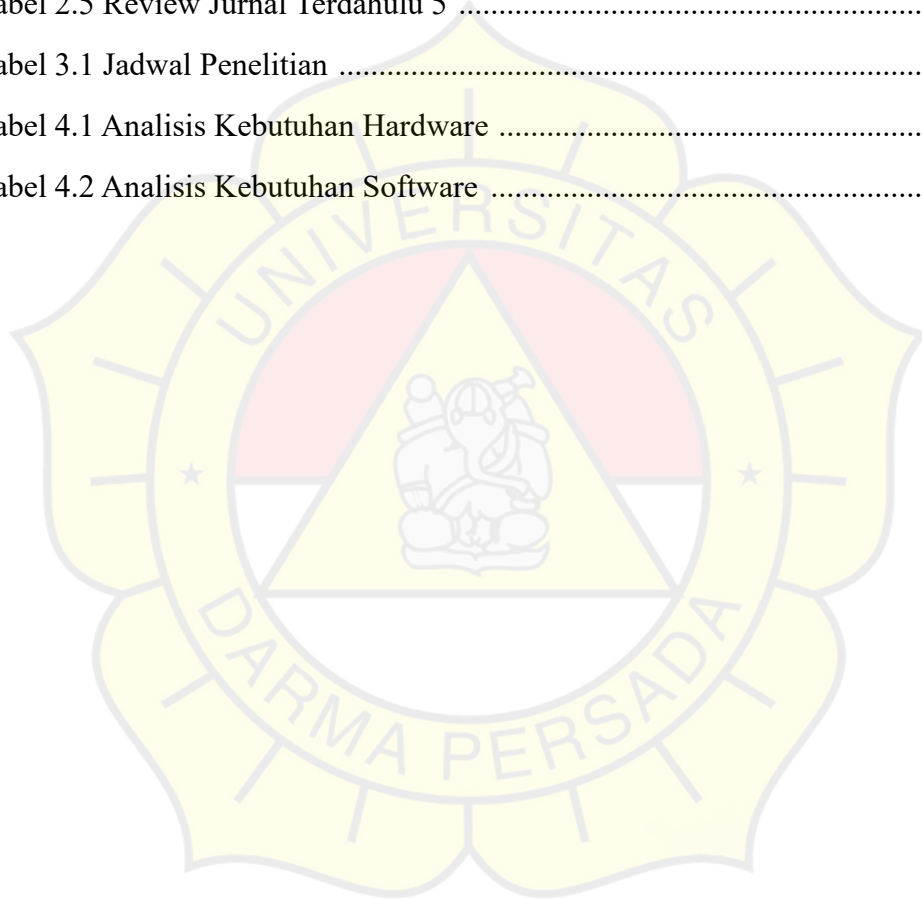 abel 2.5 Review Jurnal Terdahulu 5 ............................................................
abel 3.1 Jadwal Penelitian ...........................................................................
abel 4.1 Analisis Kebutuhan Hardware .......................................................
abel 4.2 Analisis Kebutuhan Software ........................................................
UNIVERSITAS
DARMA PERSADA